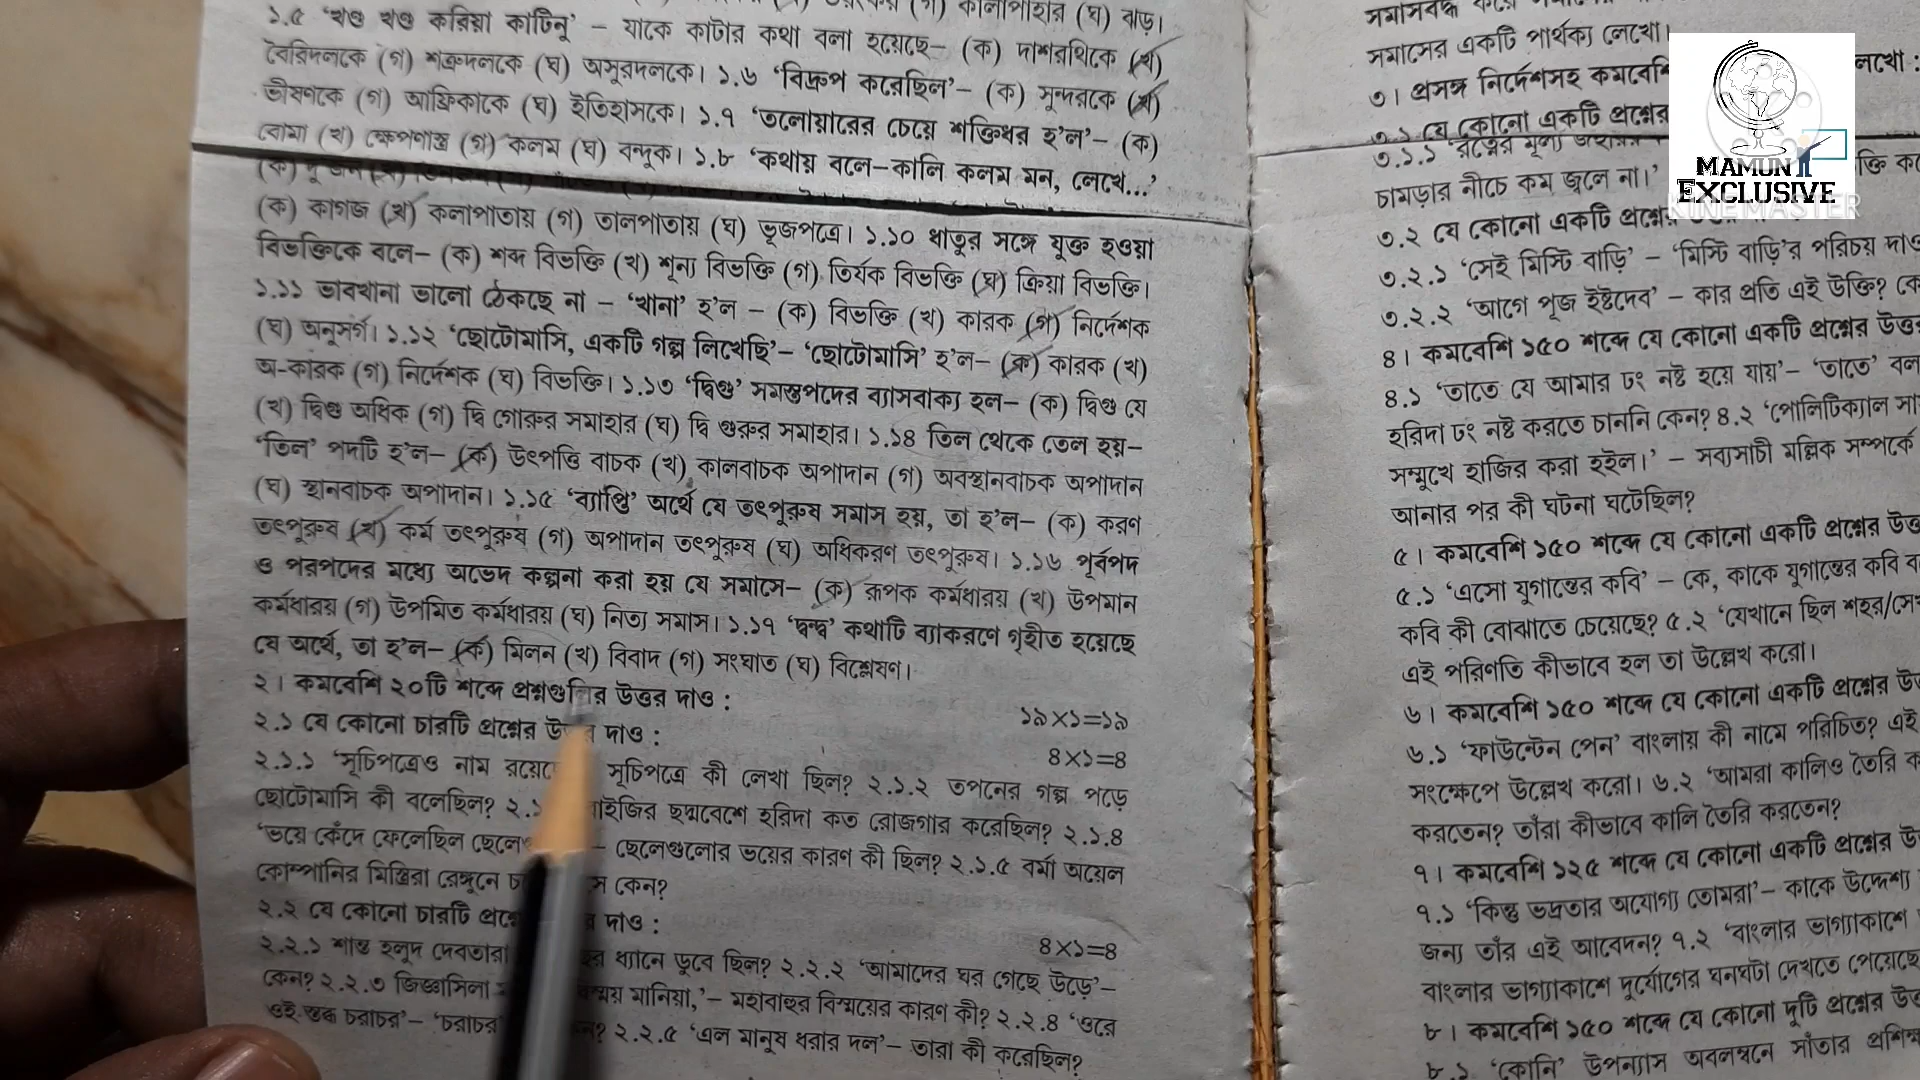 (গ) কালাপাহার (ঘ) ঝড়।
১.৫ ‘খণ্ড খণ্ড করিয়া কাটিনু’ – যাকে কাটার কথা বলা হয়েছে– (ক) দাশরথিকে (খ)
বৈরিদলকে (গ) শত্রুদলকে (ঘ) অসুরদলকে। ১.৬ ‘বিদ্রুপ করেছিল’– (ক) সুন্দরকে (খ)
ভীষণকে (গ) আফ্রিকাকে (ঘ) ইতিহাসকে। ১.৭ ‘তলোয়ারের চেয়ে শক্তিধর হ’ল’– (ক)
বোমা (খ) ক্ষেপণাস্ত্র (গ) কলম (ঘ) বন্দুক। ১.৮ ‘কথায় বলে–কালি কলম মন, লেখে...’
(ক) কাগজ (খ) কলাপাতায় (গ) তালপাতায় (ঘ) ভূজপত্রে। ১.১০ ধাতুর সঙ্গে যুক্ত হওয়া
বিভক্তিকে বলে– (ক) শব্দ বিভক্তি (খ) শূন্য বিভক্তি (গ) তির্যক বিভক্তি (ঘ) ক্রিয়া বিভক্তি।
১.১১ ভাবখানা ভালো ঠেকছে না – ‘খানা’ হ’ল – (ক) বিভক্তি (খ) কারক (গ) নির্দেশক
(ঘ) অনুসর্গ। ১.১২ ‘ছোটোমাসি, একটি গল্প লিখেছি’– ‘ছোটোমাসি’ হ’ল– (ক) কারক (খ)
অ-কারক (গ) নির্দেশক (ঘ) বিভক্তি। ১.১৩ ‘দ্বিগু’ সমস্তপদের ব্যাসবাক্য হল– (ক) দ্বিগু যে
(খ) দ্বিগু অধিক (গ) দ্বি গোরুর সমাহার (ঘ) দ্বি গুরুর সমাহার। ১.১৪ তিল থেকে তেল হয়–
‘তিল’ পদটি হ’ল– (ক) উৎপত্তি বাচক (খ) কালবাচক অপাদান (গ) অবস্থানবাচক অপাদান
(ঘ) স্থানবাচক অপাদান। ১.১৫ ‘ব্যাপ্তি’ অর্থে যে তৎপুরুষ সমাস হয়, তা হ’ল– (ক) করণ
তৎপুরুষ (খ) কর্ম তৎপুরুষ (গ) অপাদান তৎপুরুষ (ঘ) অধিকরণ তৎপুরুষ। ১.১৬ পূর্বপদ
ও পরপদের মধ্যে অভেদ কল্পনা করা হয় যে সমাসে– (ক) রূপক কর্মধারয় (খ) উপমান
কর্মধারয় (গ) উপমিত কর্মধারয় (ঘ) নিত্য সমাস। ১.১৭ ‘দ্বন্দ্ব’ কথাটি ব্যাকরণে গৃহীত হয়েছে
যে অর্থে, তা হ’ল– (ক) মিলন (খ) বিবাদ (গ) সংঘাত (ঘ) বিশ্লেষণ।
২। কমবেশি ২০টি শব্দে প্রশ্নগুলির উত্তর দাও : ১৯×১=১৯
২.১ যে কোনো চারটি প্রশ্নের দাও : ৪×১=৪
২.১.১ ‘সূচিপত্রেও নাম সূচিপত্রে কী লেখা ছিল? ২.১.২ তপনের গল্প পড়ে
ছোটোমাসি কী বলেছিল? ছদ্মবেশে হরিদা কত রোজগার করেছিল? ২.১.৪
‘ভয়ে কেঁদে ফেলেছিল – ছেলেগুলোর ভয়ের কারণ কী ছিল? ২.১.৫ বর্মা অয়েল
কোম্পানির মিস্ত্রিরা রেঙ্গুনে কেন?
২.২ যে কোনো চারটি দাও : ৪×১=৪
২.২.১ শান্ত হলুদ দেবতারা ধ্যানে ডুবে ছিল? ২.২.২ ‘আমাদের ঘর গেছে উড়ে’–
কেন? ২.২.৩ জিজ্ঞাসিলা মানিয়া,’– মহাবাহুর বিস্ময়ের কারণ কী? ২.২.৪ ‘ওরে
ওই স্তব্ধ চরাচর’– ২.২.৫ ‘এল মানুষ ধরার দল’– তারা কী করেছিল?
সমাসের একটি পার্থক্য লেখো।
৩। প্রসঙ্গ নির্দেশসহ কমবেশি লেখো :
৩.১ যে কোনো একটি প্রশ্নের
চামড়ার নীচে কম জ্বলে না।’
৩.২ যে কোনো একটি প্রশ্নের
৩.২.১ ‘সেই মিস্টি বাড়ি’ – ‘মিস্টি বাড়ি’র পরিচয়
৩.২.২ ‘আগে পূজ ইষ্টদেব’ – কার প্রতি এই উক্তি?
৪। কমবেশি ১৫০ শব্দে যে কোনো একটি প্রশ্নের
৪.১ ‘তাতে যে আমার ঢং নষ্ট হয়ে যায়’– ‘তাতে’
হরিদা ঢং নষ্ট করতে চাননি কেন? ৪.২ ‘পোলিটিক্যাল
সম্মুখে হাজির করা হইল।’ – সব্যসাচী মল্লিক সম্পর্কে
আনার পর কী ঘটনা ঘটেছিল?
৫। কমবেশি ১৫০ শব্দে যে কোনো একটি প্রশ্নের
৫.১ ‘এসো যুগান্তের কবি’ – কে, কাকে যুগান্তের কবি
কবি কী বোঝাতে চেয়েছে? ৫.২ ‘যেখানে ছিল
এই পরিণতি কীভাবে হল তা উল্লেখ করো।
৬। কমবেশি ১৫০ শব্দে যে কোনো একটি প্রশ্নের
৬.১ ‘ফাউন্টেন পেন’ বাংলায় কী নামে পরিচিত? এই
সংক্ষেপে উল্লেখ করো। ৬.২ ‘আমরা কালিও তৈরি
করতেন? তাঁরা কীভাবে কালি তৈরি করতেন?
৭। কমবেশি ১২৫ শব্দে যে কোনো একটি প্রশ্নের
৭.১ ‘কিন্তু ভদ্রতার অযোগ্য তোমরা’– কাকে উদ্দেশ্য
জন্য তাঁর এই আবেদন? ৭.২ ‘বাংলার ভাগ্যাকাশে
বাংলার ভাগ্যাকাশে দুর্যোগের ঘনঘটা দেখতে পেয়েছে
৮। কমবেশি ১৫০ শব্দে যে কোনো দুটি প্রশ্নের
৮.১ ‘কোনি’ উপন্যাস অবলম্বনে সাঁতার
MAMUN
EXCLUSIVE
KINEMASTER